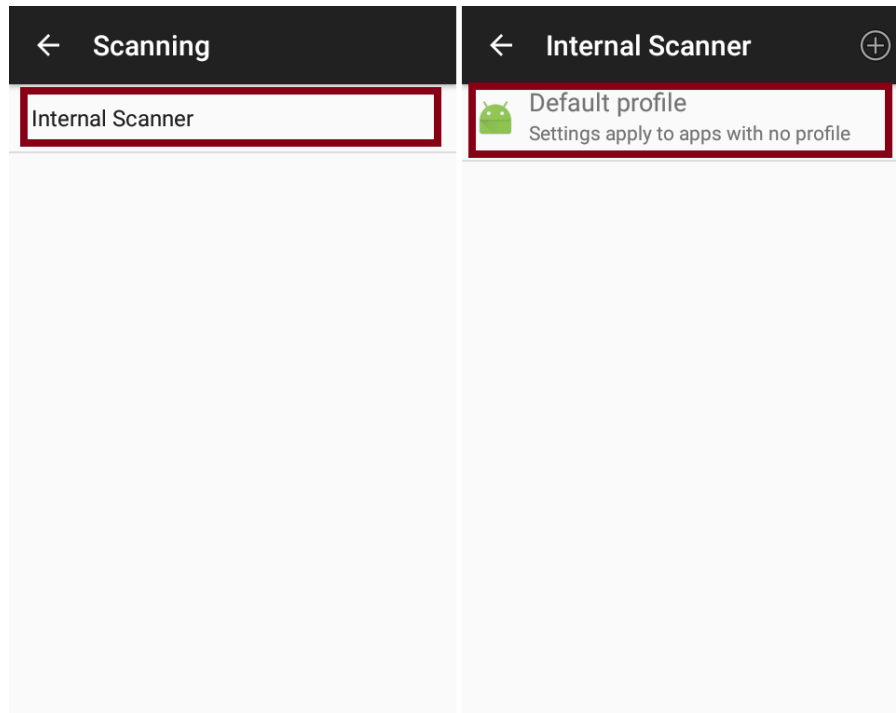 Scanning
Internal Scanner
Internal Scanner
Default profile
Settings apply to apps with no profile